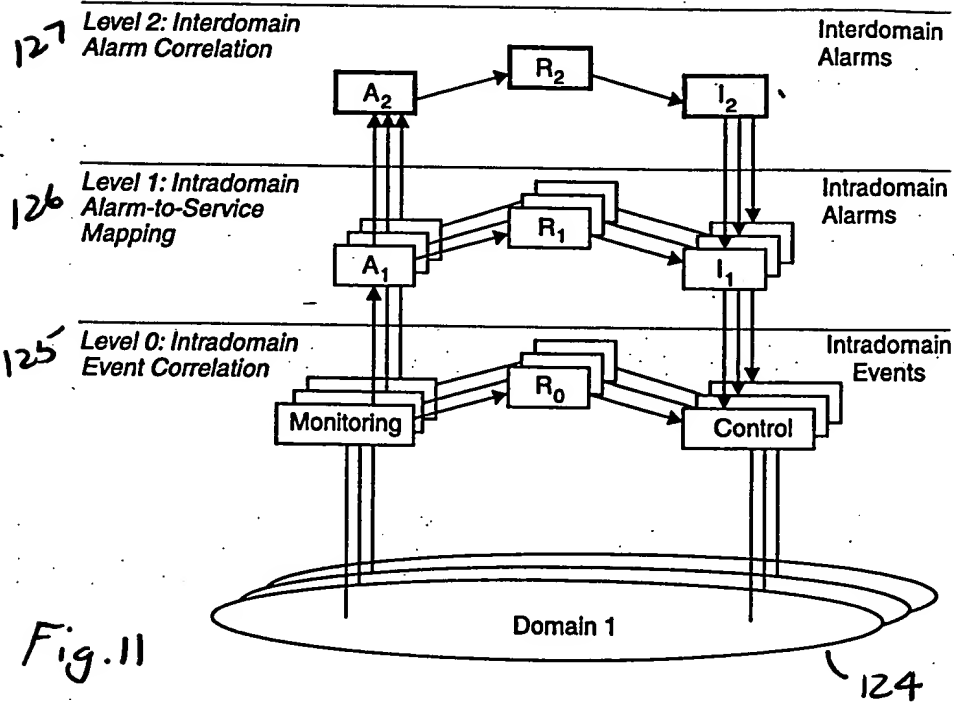 127
Level 2: Interdomain
Alarm Correlation
Interdomain
Alarms
A2
R2
I2
126
Level 1: Intradomain
Alarm-to-Service
Mapping
Intradomain
Alarms
A1
R1
I1
125
Level 0: Intradomain
Event Correlation
Intradomain
Events
Monitoring
R0
Control
Domain 1
Fig.11
124